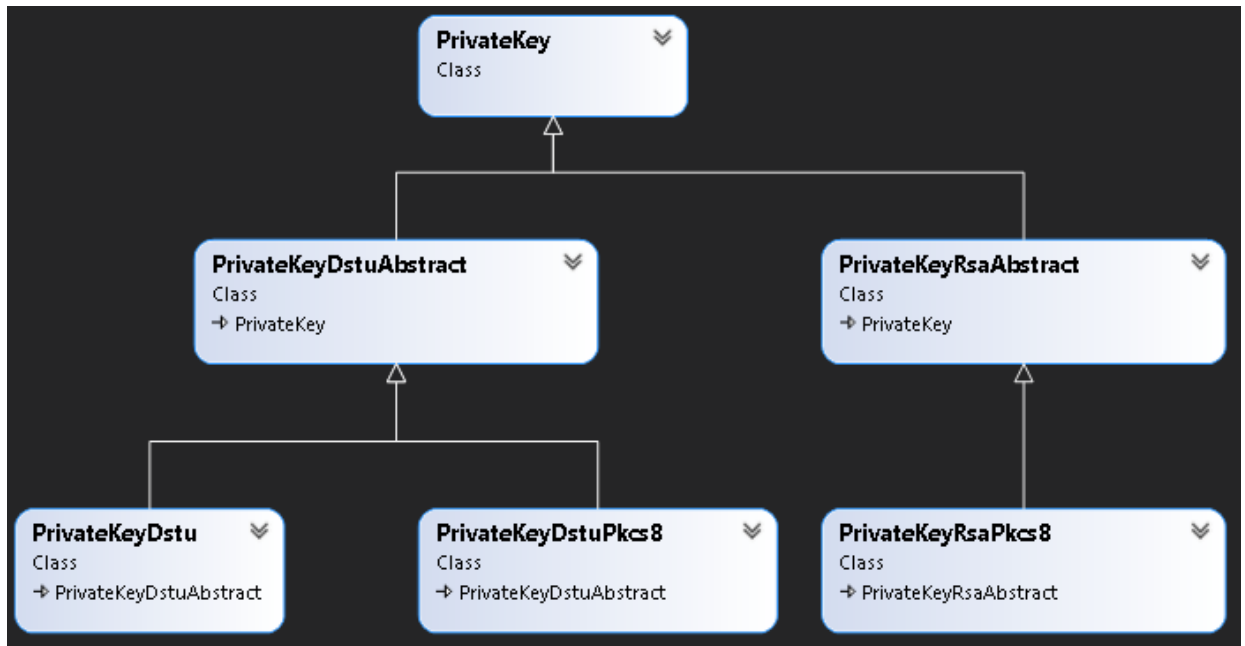 PrivateKey
Class
PrivateKeyDstuAbstract
Class
PrivateKey
PrivateKeyRsaAbstract
Class
PrivateKey
PrivateKeyDstu
Class
PrivateKeyDstuAbstract
PrivateKeyDstuPkcs8
Class
PrivateKeyDstuAbstract
PrivateKeyRsaPkcs8
Class
PrivateKeyRsaAbstract